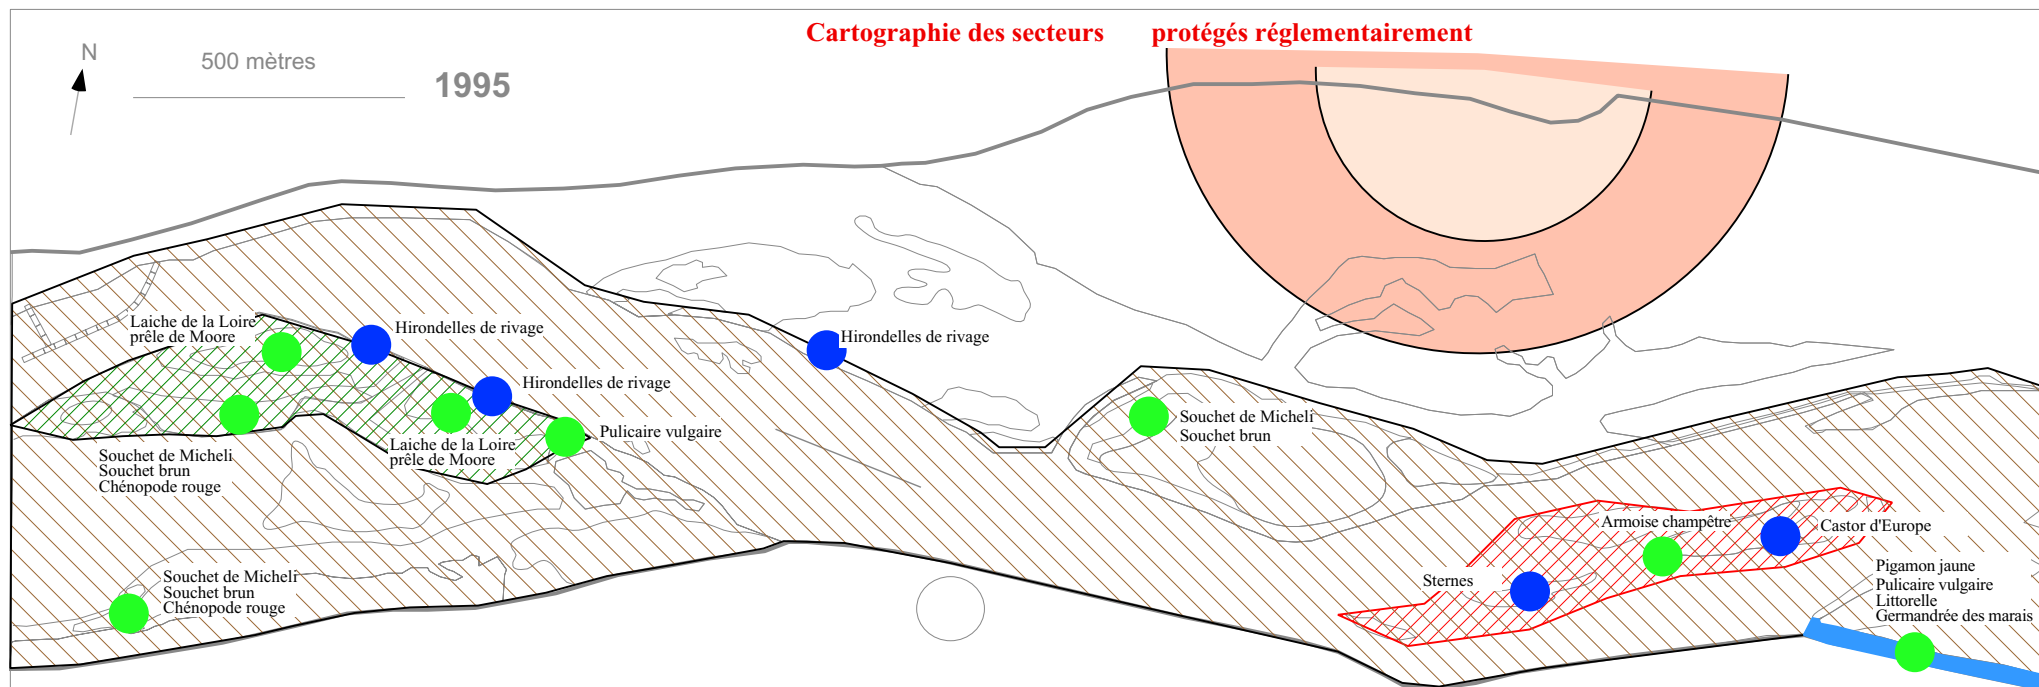 Cartographie des secteurs protégés réglementairement
N
500 mètres
1995
Laiche de la Loire
prêle de Moore
Hirondelles de rivage
Hirondelles de rivage
Hirondelles de rivage
Souchet de Micheli
Souchet brun
Pulicaire vulgaire
Laiche de la Loire
prêle de Moore
Souchet de Micheli
Souchet brun
Chénopode rouge
Armoise champêtre
Castor d'Europe
Sternes
Souchet de Micheli
Souchet brun
Chénopode rouge
Pigamon jaune
Pulicaire vulgaire
Littorelle
Germandrée des marais